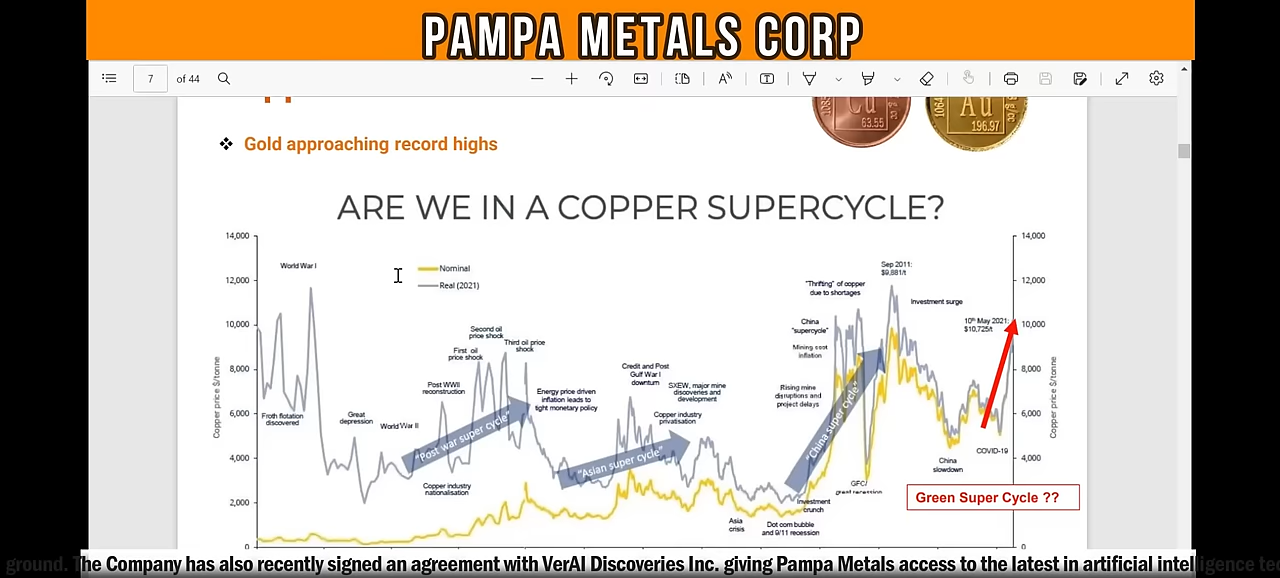 PAMPA METALS CORP
7 of 44
Cu
63.55
Au
196.97
Gold approaching record highs
ARE WE IN A COPPER SUPERCYCLE?
14,000
12,000
10,000
8,000
6,000
4,000
2,000
0
Copper price $/tonne
Nominal
Real (2021)
World War I
Froth flotation
discovered
Great
depression
World War II
Post WWII
reconstruction
Copper industry
nationalisation
First oil
price shock
Second oil
price shock
Third oil price
shock
"Post war super cycle"
Energy price driven
inflation leads to
tight monetary policy
"Asian super cycle"
Credit and Post
Gulf War I
downturn
SXEW, major mine
discoveries and
development
Copper industry
privatisation
Asia
crisis
Dot com bubble
and 9/11 recession
Investment
crunch
"China super cycle"
Rising mine
disruptions and
project delays
Mining cost
inflation
China
"supercycle"
"Thrifting" of copper
due to shortages
GFC/
great recession
Sep 2011:
$9,881/t
Investment surge
China
slowdown
COVID-19
10th May 2021:
$10,725/t
14,000
12,000
10,000
8,000
6,000
4,000
2,000
0
Copper price $/tonne
Green Super Cycle ??
ground. The Company has also recently signed an agreement with VerAI Discoveries Inc. giving Pampa Metals access to the latest in artificial intelligence te